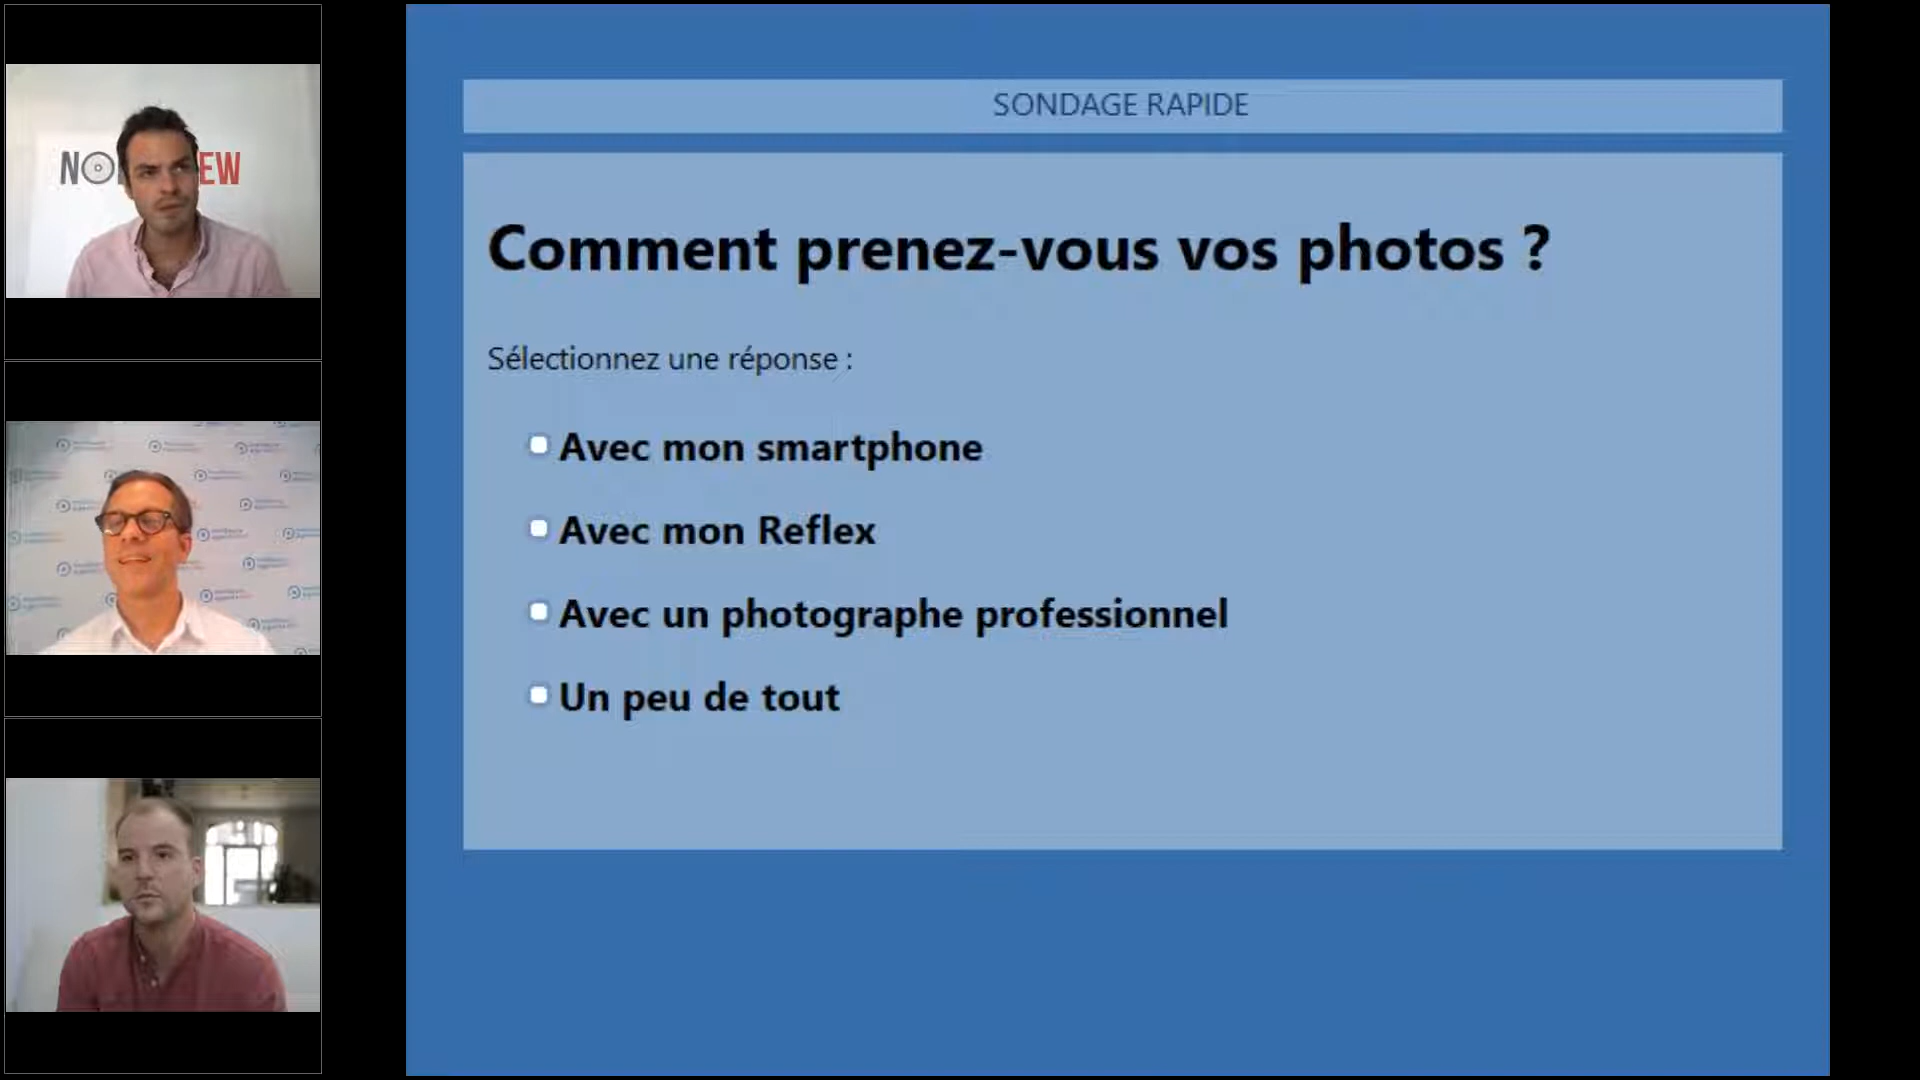 SONDAGE RAPIDE
Comment prenez-vous vos photos ?
Sélectionnez une réponse :
Avec mon smartphone
Avec mon Reflex
Avec un photographe professionnel
Un peu de tout